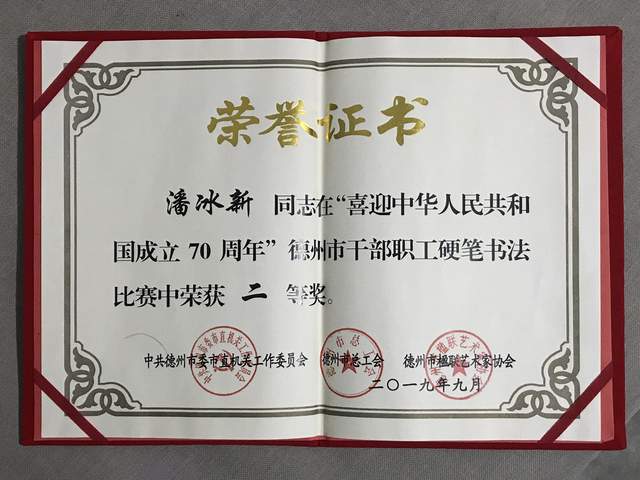 荣誉证书
潘冰新 同志在“喜迎中华人民共和
国成立 70 周年”德州市干部职工硬笔书法
比赛中荣获 二 等奖。
中共德州市委市直机关工作委员会 德州市总工会 德州市楹联艺术家协会
二〇一九年九月